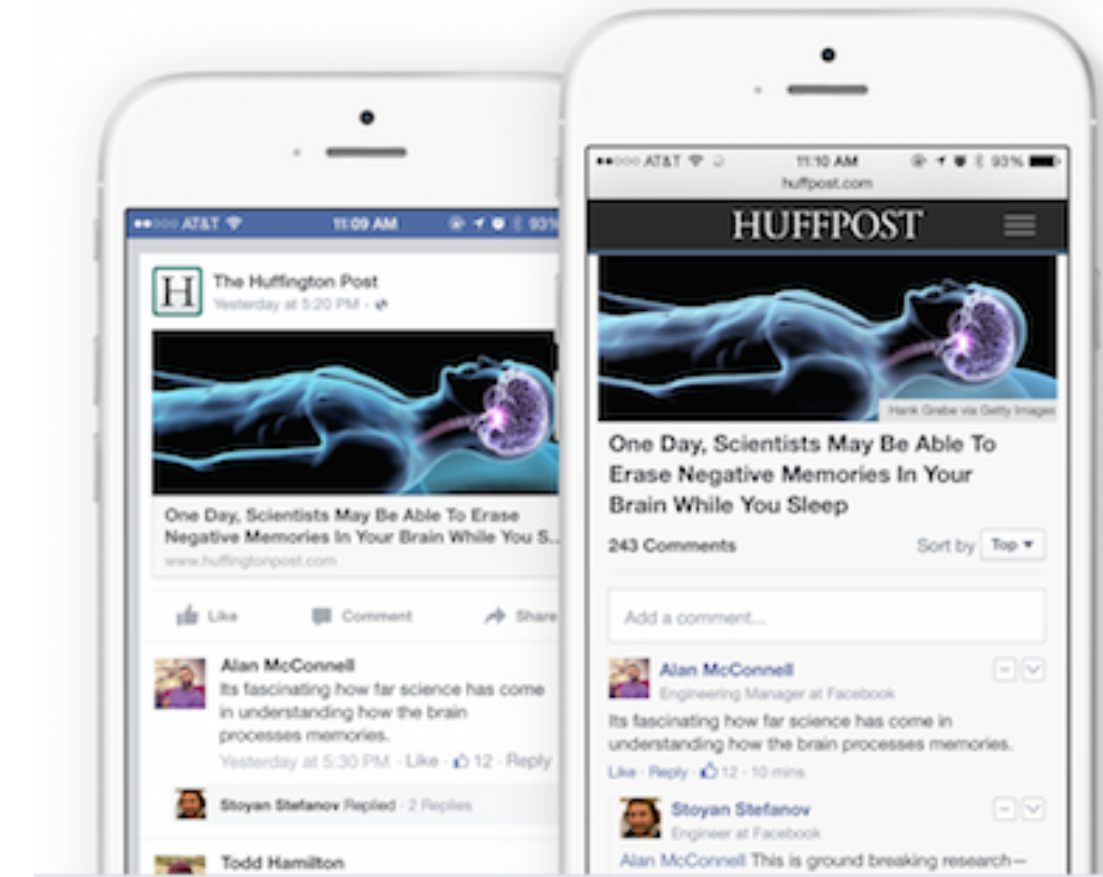 AT&T 11:09 AM 93%
H
The Huffington Post
Yesterday at 5:20 PM ·
One Day, Scientists May Be Able To Erase
Negative Memories In Your Brain While You S...
www.huffingtonpost.com
Like Comment Share
Alan McConnell
Its fascinating how far science has come
in understanding how the brain
processes memories.
Yesterday at 5:30 PM · Like · 12 · Reply
Stoyan Stefanov Replied · 2 Replies
Todd Hamilton
AT&T 11:10 AM 93%
huffpost.com
HUFFPOST
Hank Grebe via Getty Images
One Day, Scientists May Be Able To
Erase Negative Memories In Your
Brain While You Sleep
243 Comments Sort by Top
Add a comment...
Alan McConnell
Engineering Manager at Facebook
Its fascinating how far science has come in
understanding how the brain processes memories.
Like · Reply · 12 · 10 mins
Stoyan Stefanov
Engineer at Facebook
Alan McConnell This is ground breaking research—